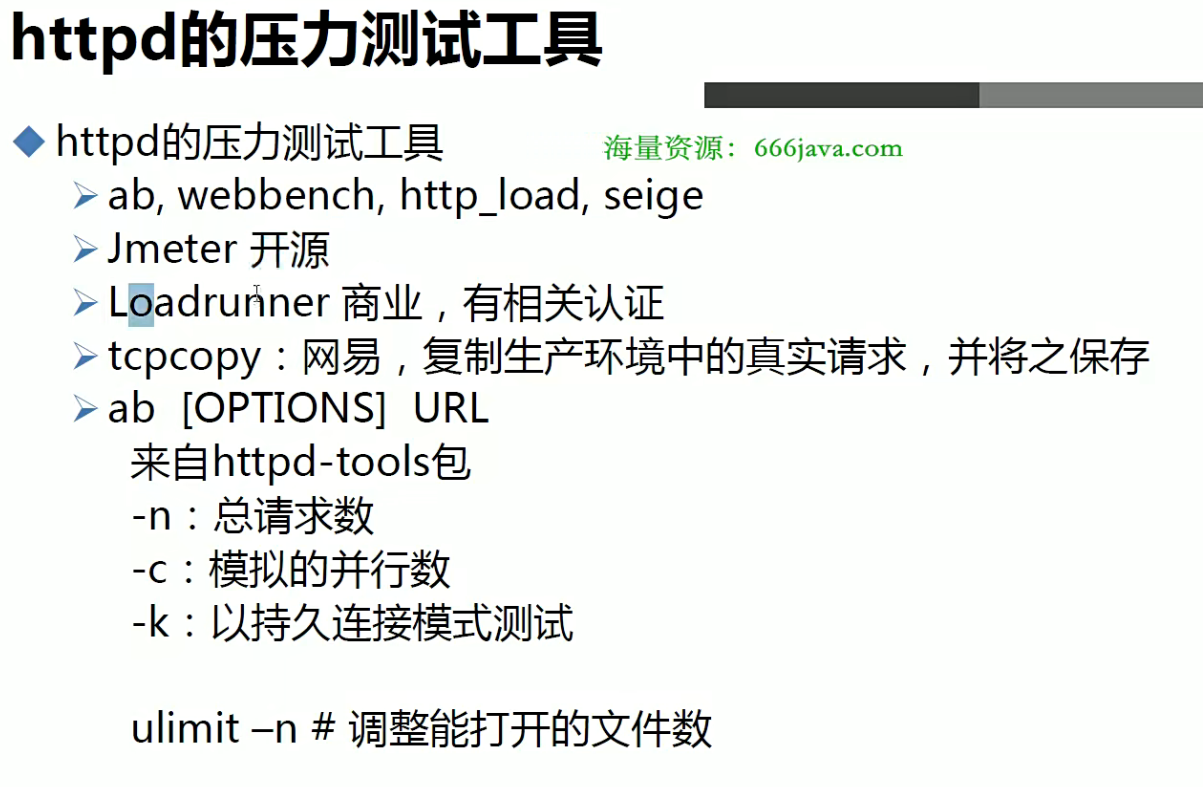 httpd的压力测试工具
httpd的压力测试工具
海量资源：666java.com
ab, webbench, http_load, seige
Jmeter 开源
Loadrunner 商业，有相关认证
tcpcopy：网易，复制生产环境中的真实请求，并将之保存
ab [OPTIONS] URL
来自httpd-tools包
-n：总请求数
-c：模拟的并行数
-k：以持久连接模式测试
ulimit –n # 调整能打开的文件数